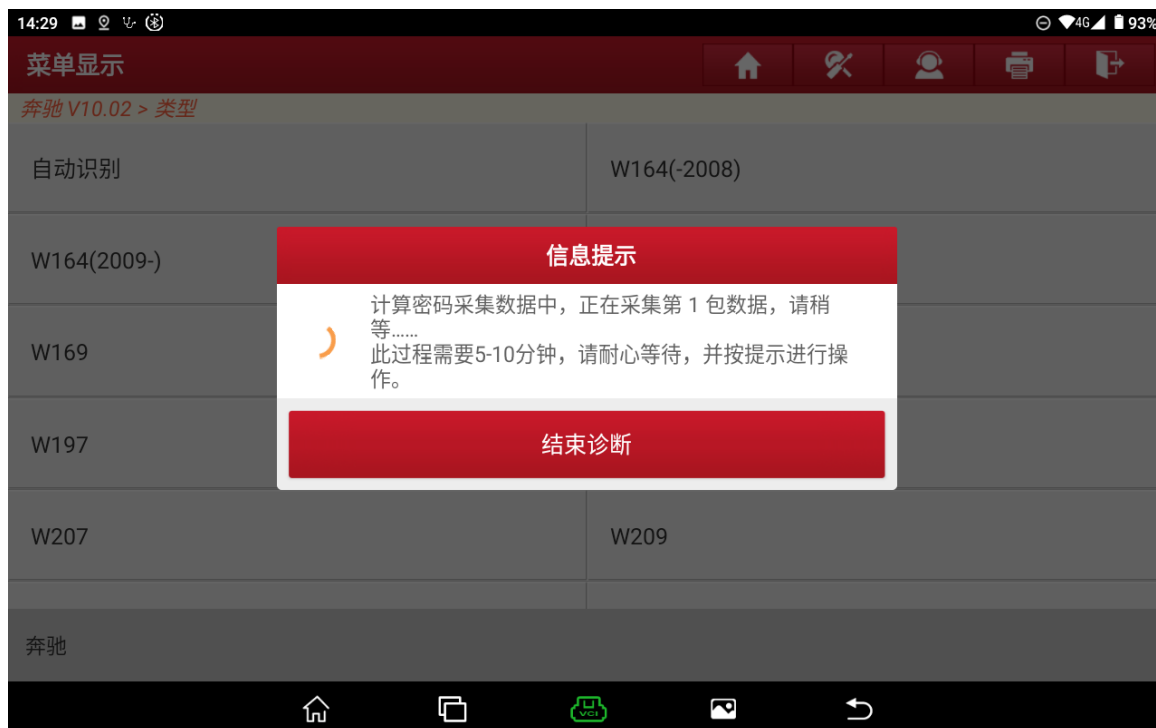 14:29 4G 93%
菜单显示
奔驰 V10.02 > 类型
自动识别 W164(-2008)
W164(2009-)
信息提示
计算密码采集数据中，正在采集第 1 包数据，请稍
等......
此过程需要5-10分钟，请耐心等待，并按提示进行操
作。
W169
W197
结束诊断
W207 W209
奔驰
VCI